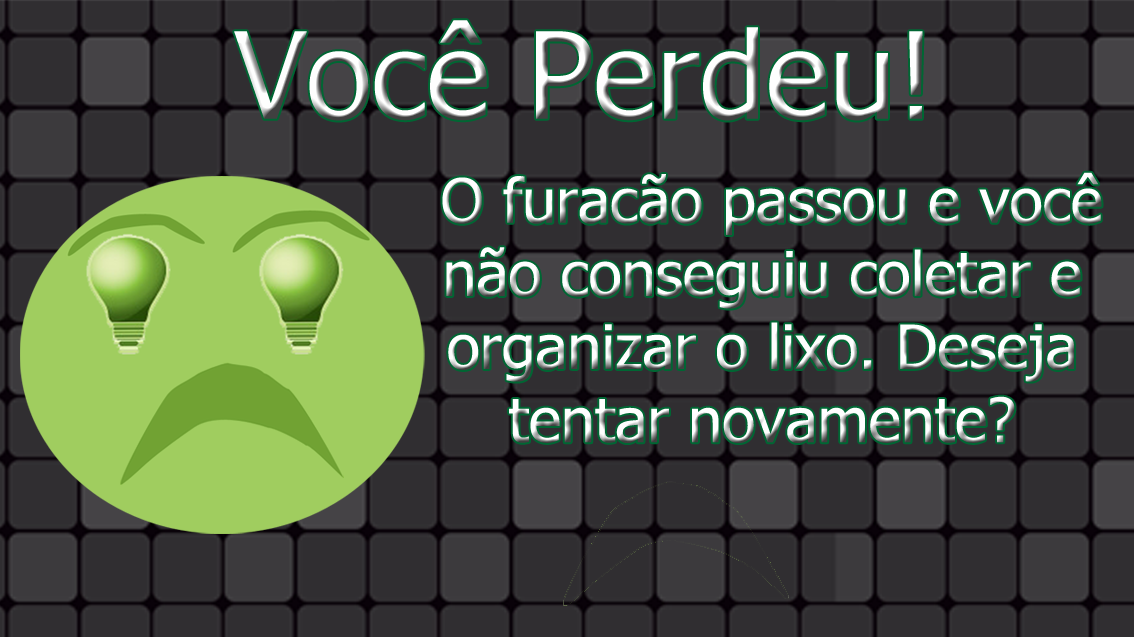 Você Perdeu!
O furacão passou e você
não conseguiu coletar e
organizar o lixo. Deseja
tentar novamente?